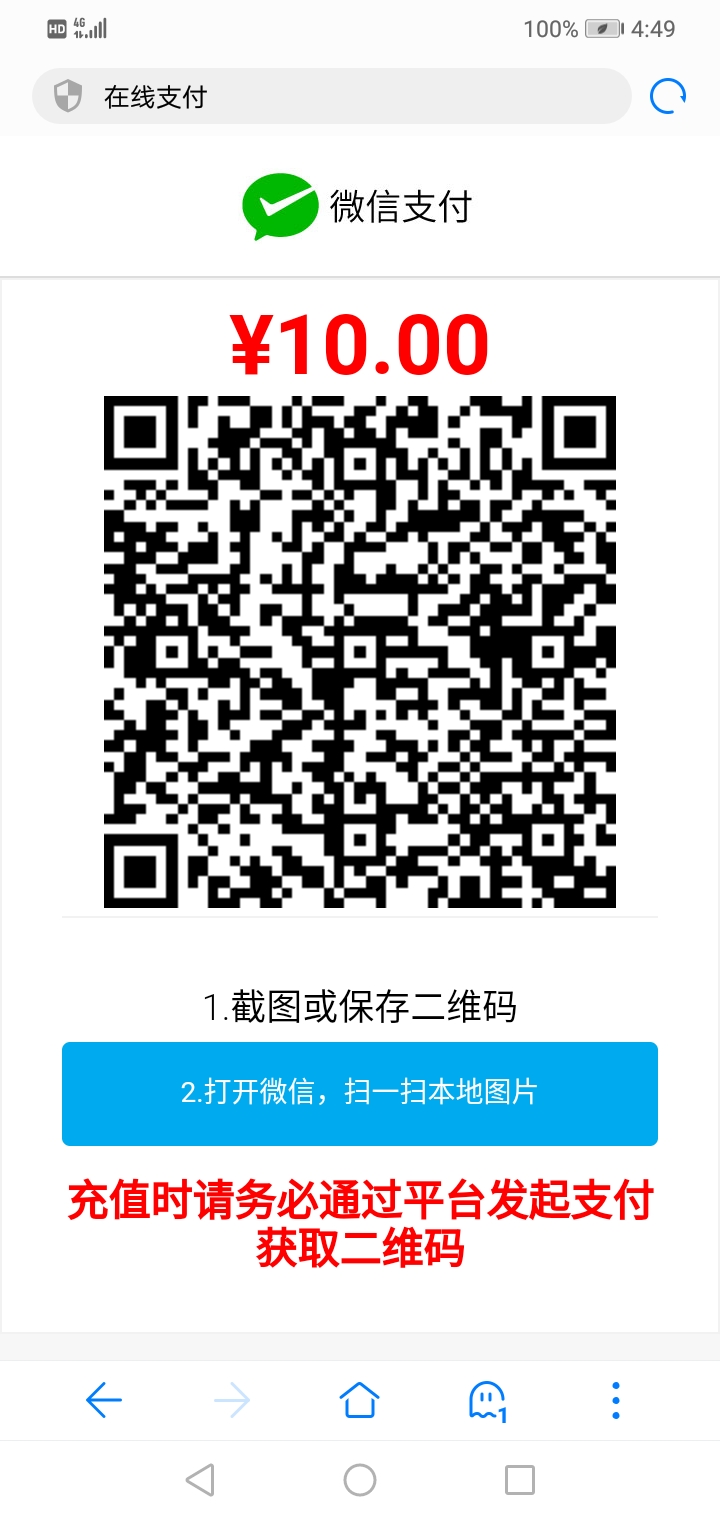 HD 4G 100% 4:49
在线支付
微信支付
¥10.00
1.截图或保存二维码
2.打开微信，扫一扫本地图片
充值时请务必通过平台发起支付
获取二维码
1